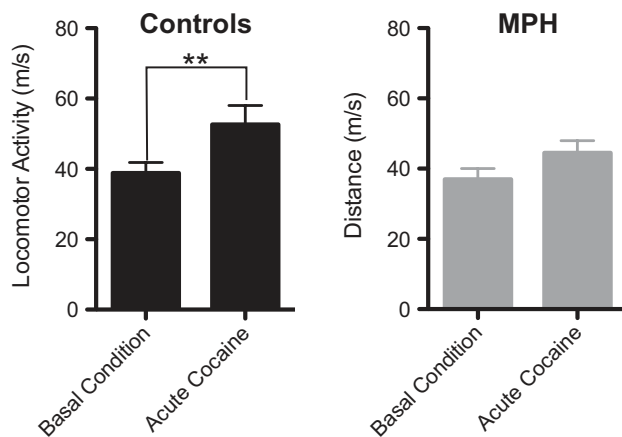 Controls
80
60
40
20
0
Locomotor Activity (m/s)
**
Basal Condition
Acute Cocaine
MPH
80
60
40
20
0
Distance (m/s)
Basal Condition
Acute Cocaine